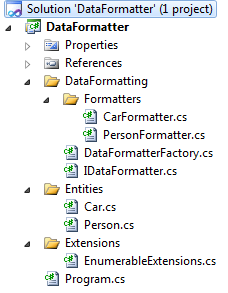 Solution 'DataFormatter' (1 project)
DataFormatter
Properties
References
DataFormatting
Formatters
CarFormatter.cs
PersonFormatter.cs
DataFormatterFactory.cs
IDataFormatter.cs
Entities
Car.cs
Person.cs
Extensions
EnumerableExtensions.cs
Program.cs